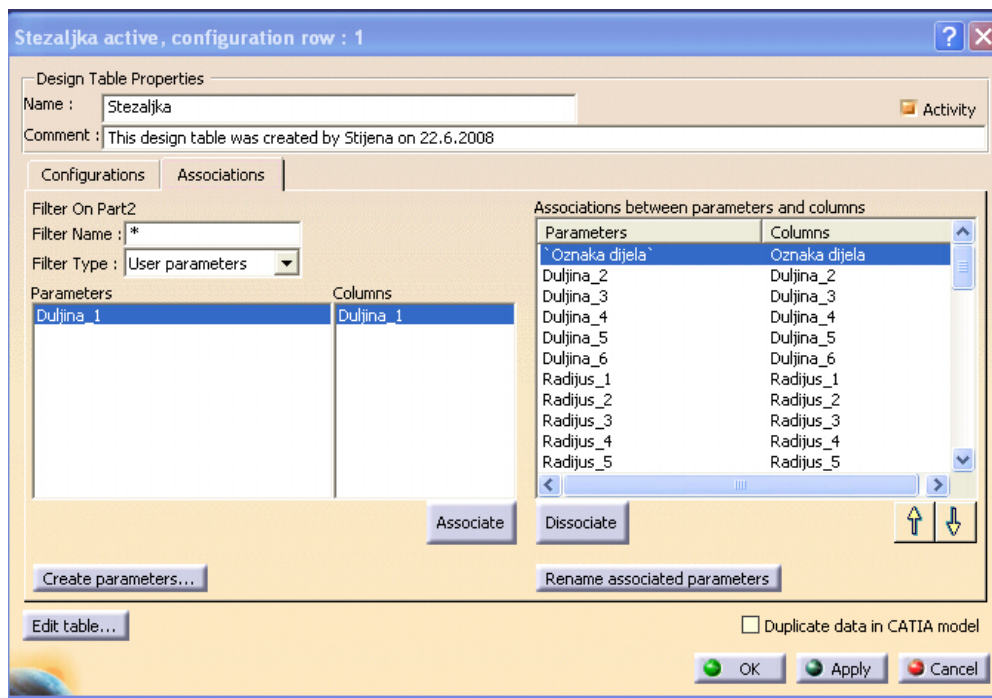 Stezaljka active, configuration row : 1
Design Table Properties
Name : Stezaljka
Activity
Comment : This design table was created by Stijena on 22.6.2008
Configurations Associations
Filter On Part2
Filter Name : *
Filter Type : User parameters
Parameters Columns
Duljina_1 Duljina_1
Associate
Create parameters...
Associations between parameters and columns
Parameters Columns
`Oznaka dijela` Oznaka dijela
Duljina_2 Duljina_2
Duljina_3 Duljina_3
Duljina_4 Duljina_4
Duljina_5 Duljina_5
Duljina_6 Duljina_6
Radijus_1 Radijus_1
Radijus_2 Radijus_2
Radijus_3 Radijus_3
Radijus_4 Radijus_4
Radijus_5 Radijus_5
Dissociate
Rename associated parameters
Edit table...
Duplicate data in CATIA model
OK Apply Cancel